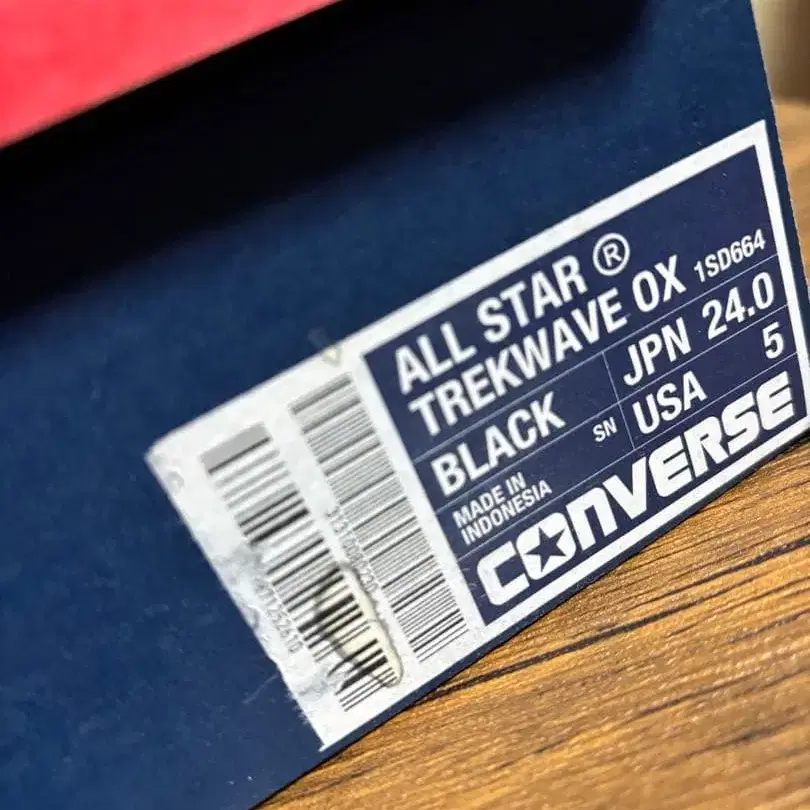 ALL STAR ®
TREKWAVE OX 1SD664
BLACK
JPN 24.0
SN
USA 5
MADE IN
INDONESIA
CONVERSE